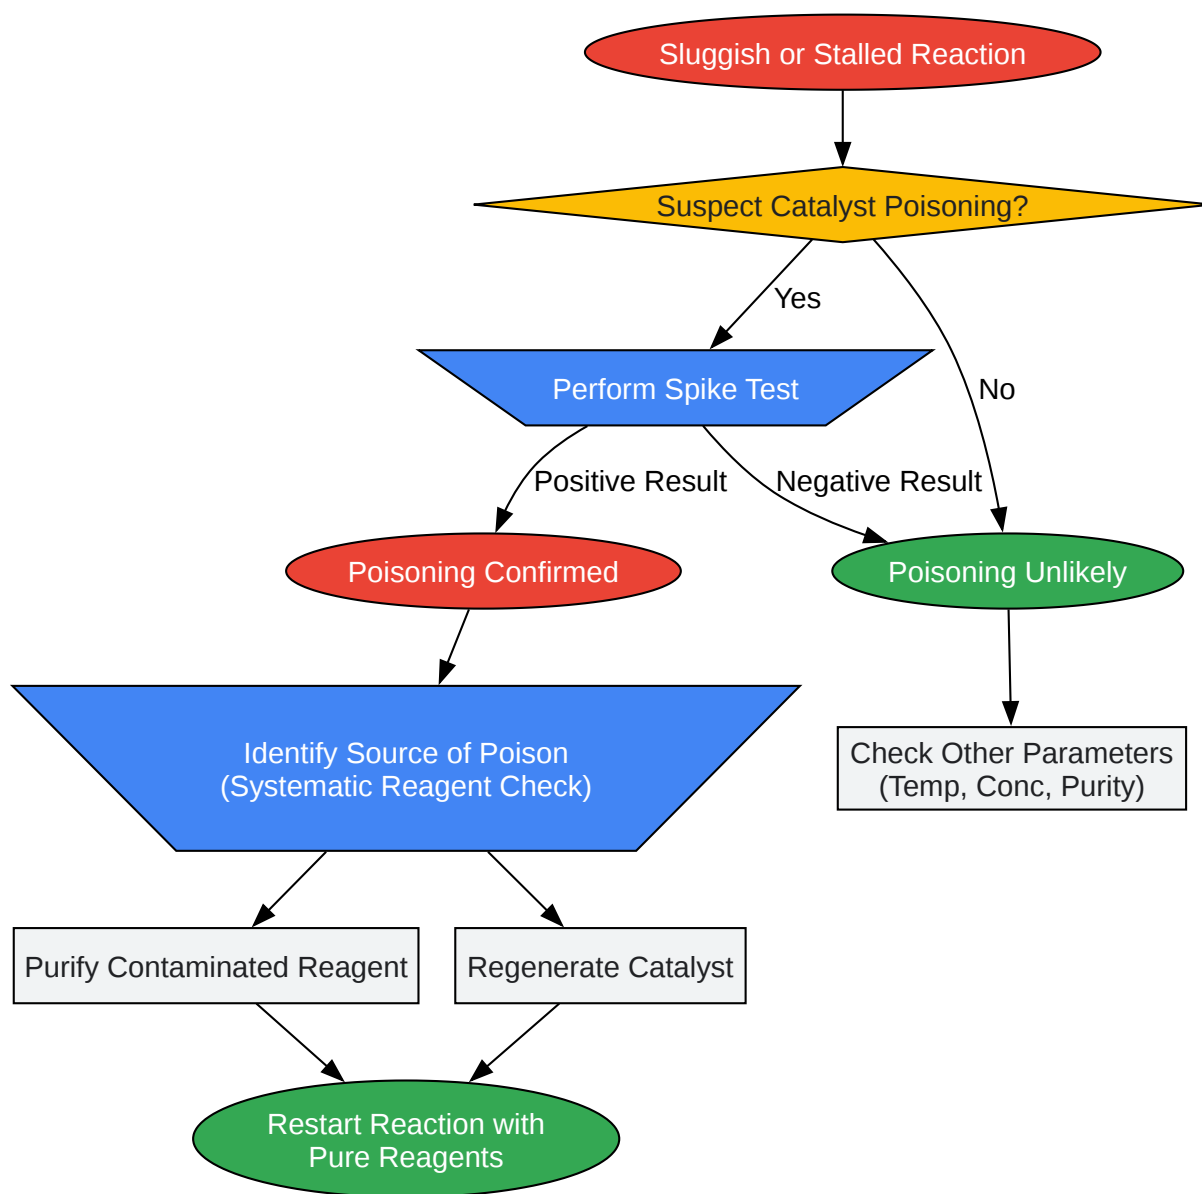 Sluggish or Stalled Reaction
Suspect Catalyst Poisoning?
Yes
No
Perform Spike Test
Positive Result
Negative Result
Poisoning Confirmed
Poisoning Unlikely
Identify Source of Poison
(Systematic Reagent Check)
Check Other Parameters
(Temp, Conc, Purity)
Purify Contaminated Reagent
Regenerate Catalyst
Restart Reaction with
Pure Reagents